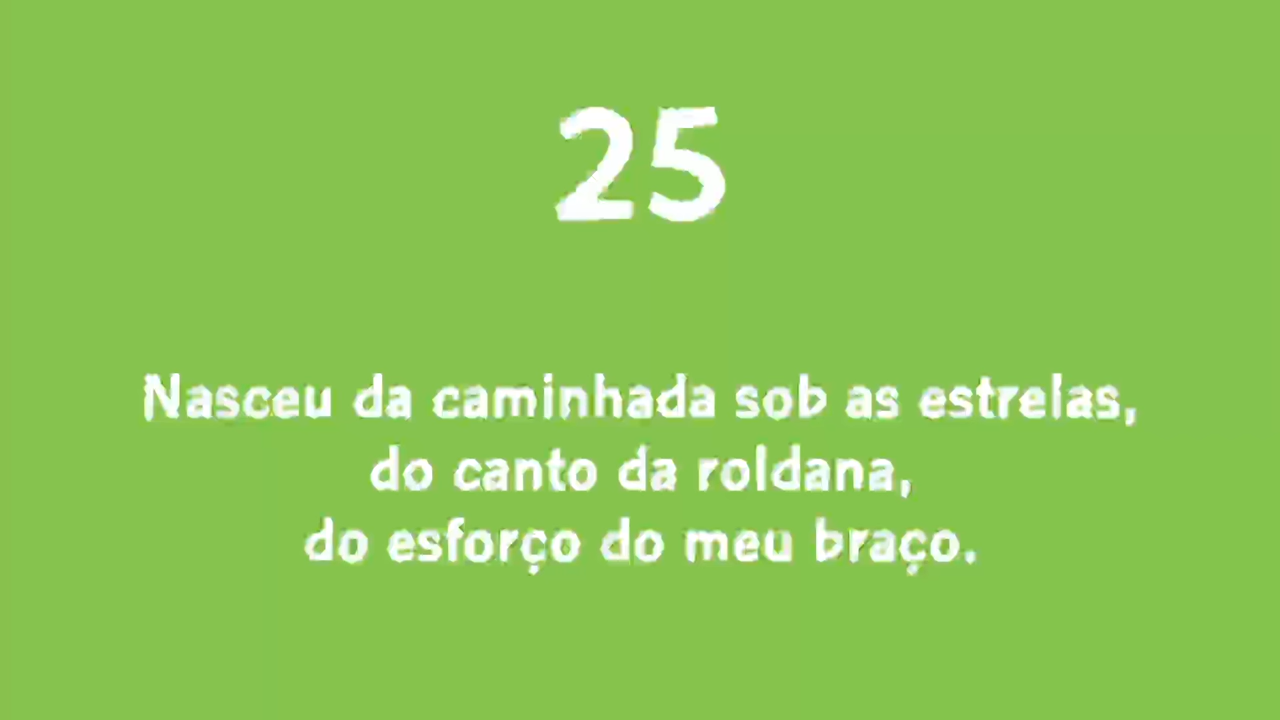 25
Nasceu da caminhada sob as estrelas,
do canto da roldana,
do esforço do meu braço.